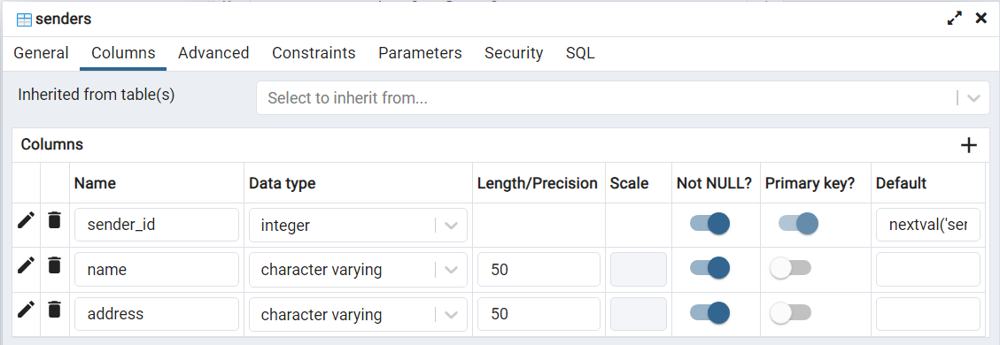 senders
General Columns Advanced Constraints Parameters Security SQL
Inherited from table(s) Select to inherit from...
Columns
Name Data type Length/Precision Scale Not NULL? Primary key? Default
sender_id integer nextval('ser
name character varying 50
address character varying 50